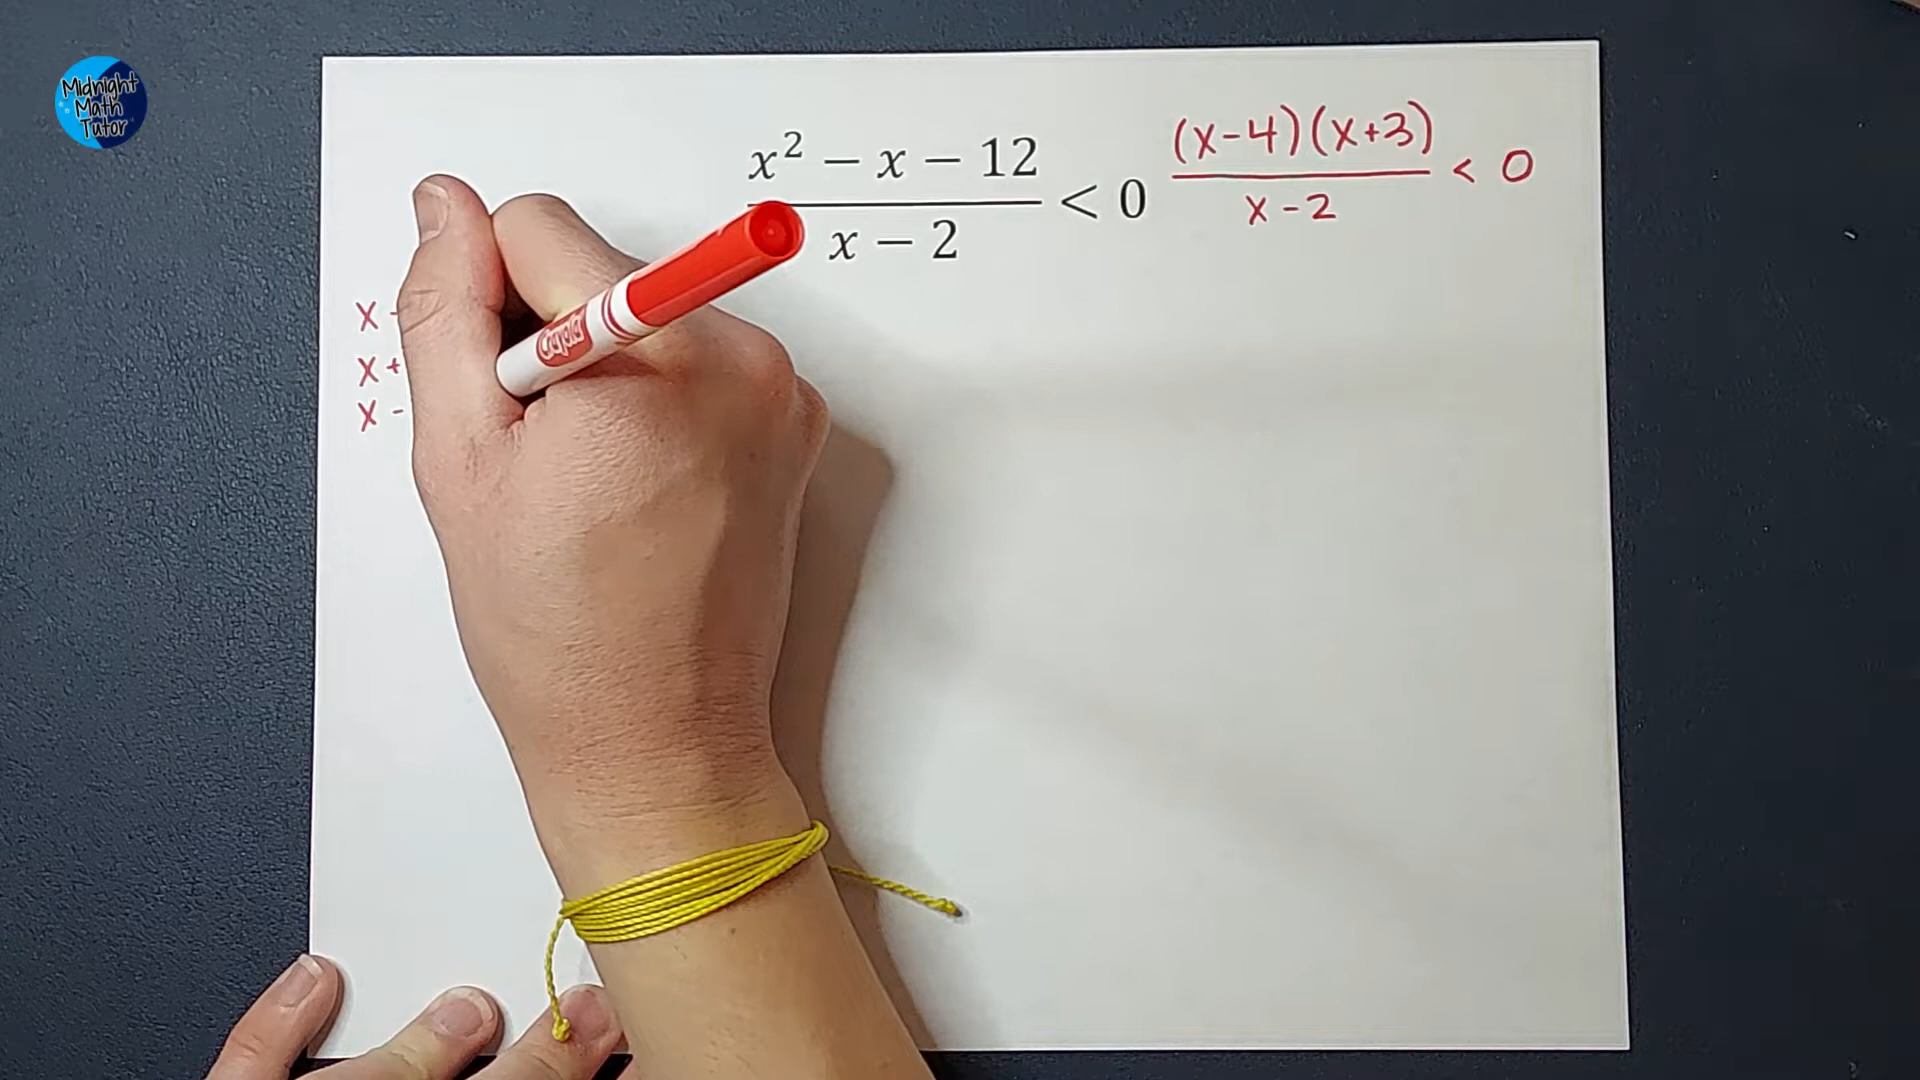 Midnight
Math
Tutor
x² − x − 12
x − 2
< 0
(x-4)(x+3)
x-2
< 0
x -
x +
x -
Crayola